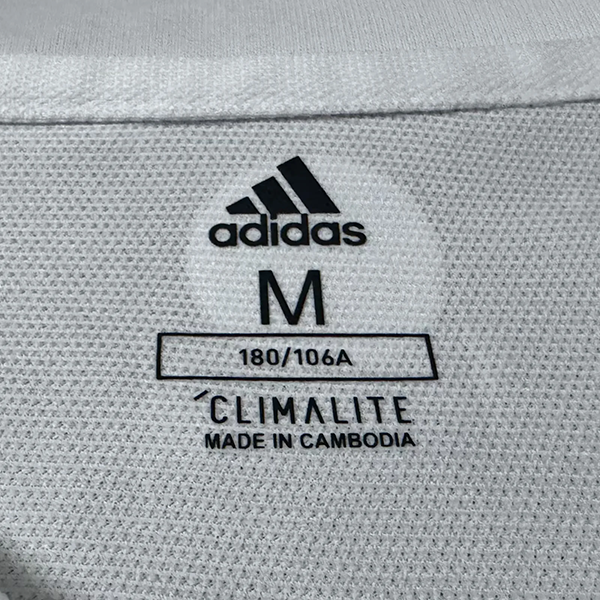 adidas
M
180/106A
CLIMALITE
MADE IN CAMBODIA